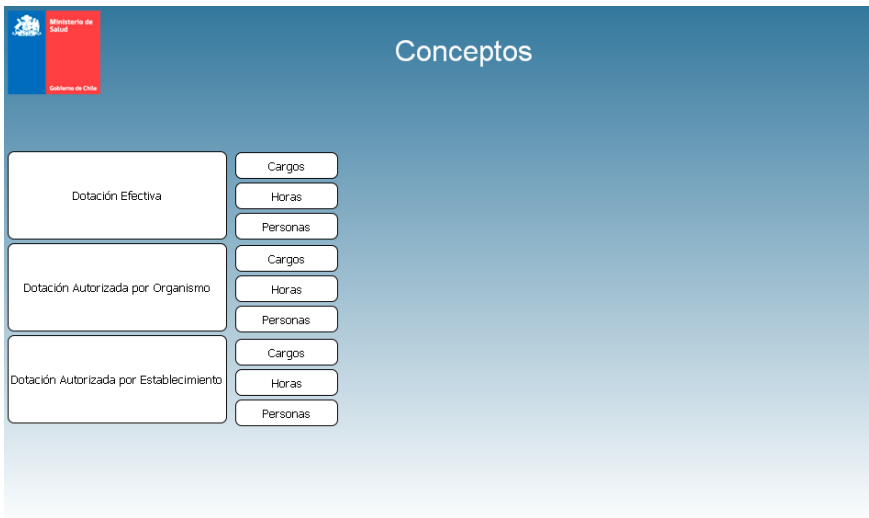 Ministerio de
Salud
Gobierno de Chile
Conceptos
Dotación Efectiva
Cargos
Horas
Personas
Dotación Autorizada por Organismo
Cargos
Horas
Personas
Dotación Autorizada por Establecimiento
Cargos
Horas
Personas